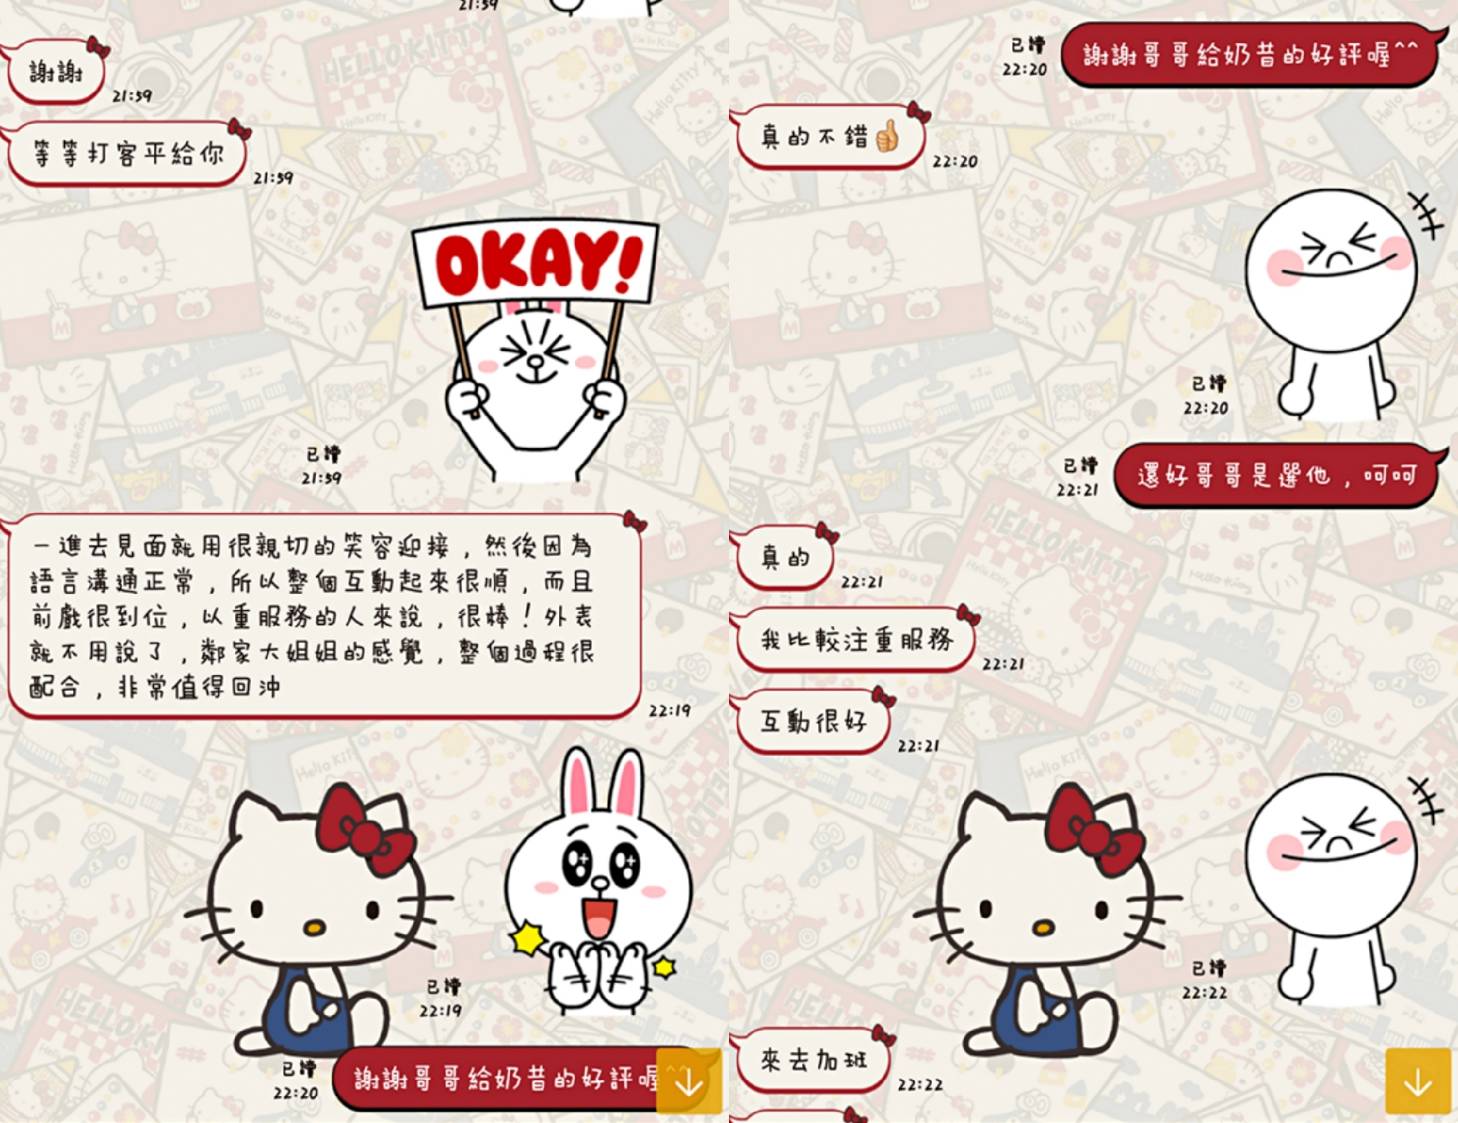 21:59
謝謝
21:59
等等打客平給你
21:59
OKAY!
已讀
21:59
一進去見面就用很親切的笑容迎接，然後因為
語言溝通正常，所以整個互動起來很順，而且
前戲很到位，以重服務的人來說，很棒！外表
就不用說了，鄰家大姐姐的感覺，整個過程很
配合，非常值得回沖
22:19
已讀
22:19
已讀
22:20
謝謝哥哥給奶昔的好評喔
已讀
22:20
謝謝哥哥給奶昔的好評喔^^
真的不錯👍
22:20
已讀
22:20
已讀
22:21
還好哥哥是選他，呵呵
真的
22:21
我比較注重服務
22:21
互動很好
22:21
已讀
22:22
來去加班
22:22